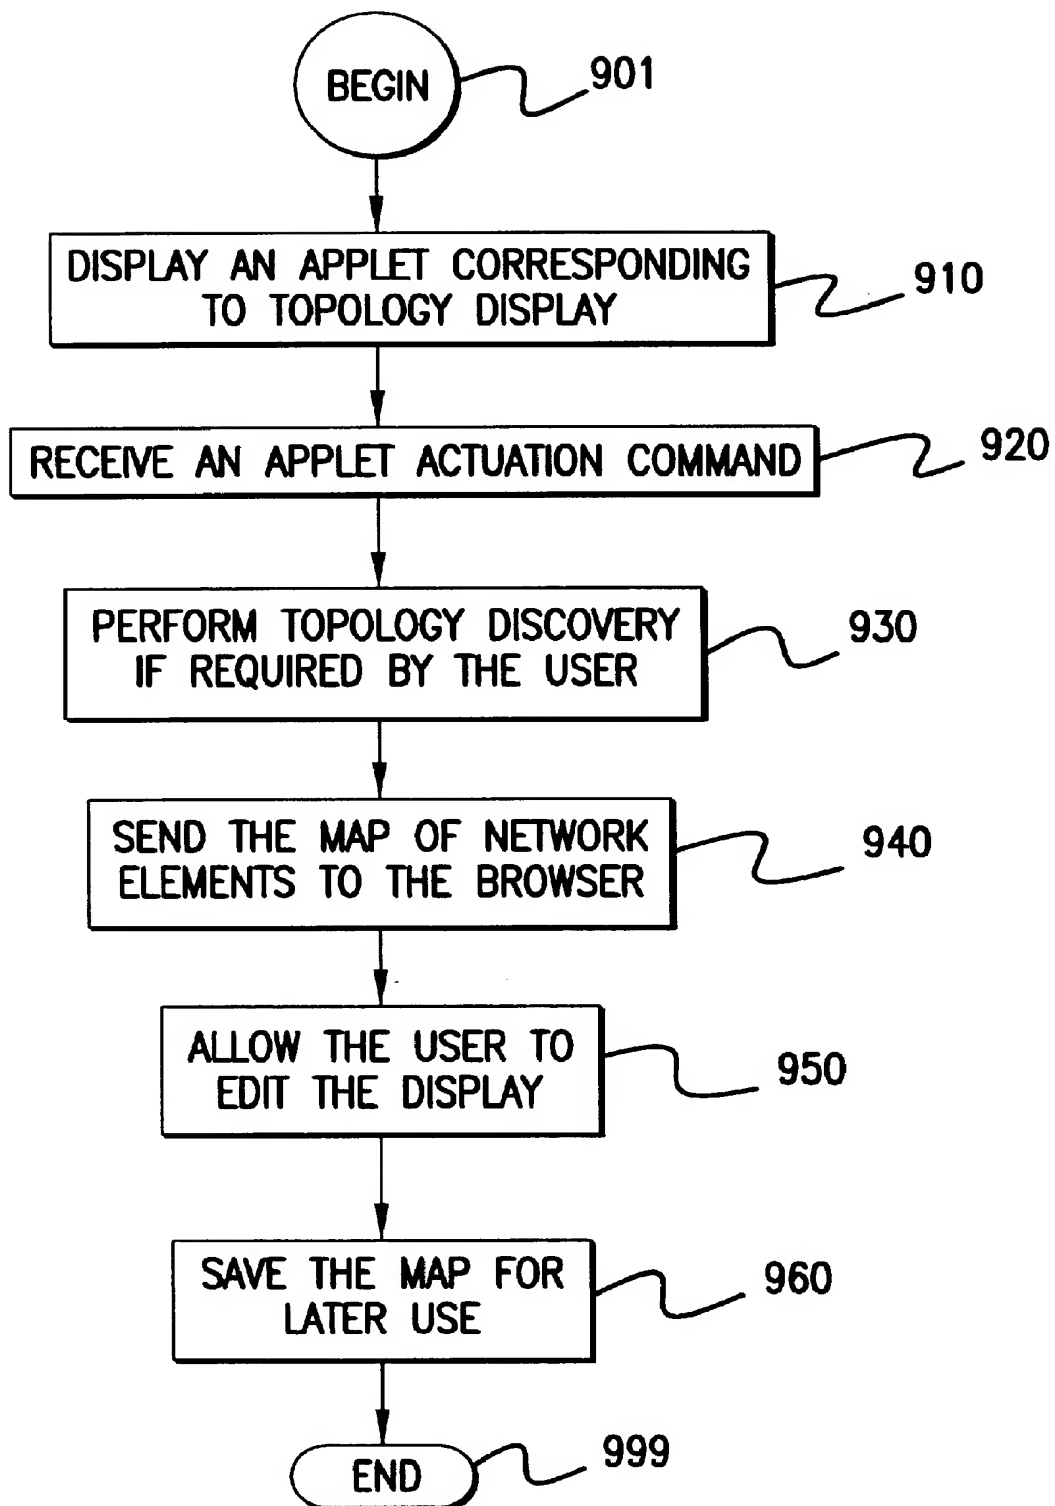 BEGIN
901
DISPLAY AN APPLET CORRESPONDING
TO TOPOLOGY DISPLAY
910
RECEIVE AN APPLET ACTUATION COMMAND
920
PERFORM TOPOLOGY DISCOVERY
IF REQUIRED BY THE USER
930
SEND THE MAP OF NETWORK
ELEMENTS TO THE BROWSER
940
ALLOW THE USER TO
EDIT THE DISPLAY
950
SAVE THE MAP FOR
LATER USE
960
END
999